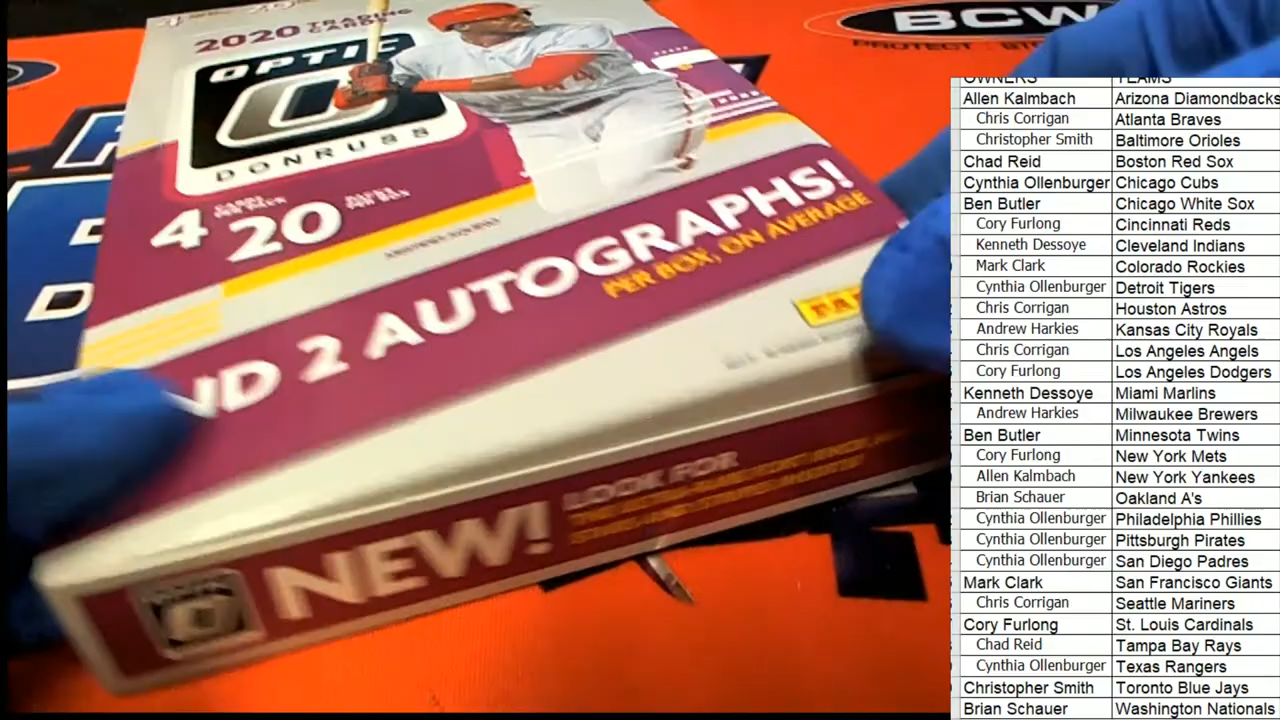 2020 TRADING CARDS
OPTIC
DONRUSS
4 CARDS PER PACK
20 PACKS PER BOX
ND 2 AUTOGRAPHS!
PER BOX, ON AVERAGE
NEW! LOOK FOR
BCW
PROTECT
OWNERS TEAMS
Allen Kalmbach Arizona Diamondbacks
Chris Corrigan Atlanta Braves
Christopher Smith Baltimore Orioles
Chad Reid Boston Red Sox
Cynthia Ollenburger Chicago Cubs
Ben Butler Chicago White Sox
Cory Furlong Cincinnati Reds
Kenneth Dessoye Cleveland Indians
Mark Clark Colorado Rockies
Cynthia Ollenburger Detroit Tigers
Chris Corrigan Houston Astros
Andrew Harkies Kansas City Royals
Chris Corrigan Los Angeles Angels
Cory Furlong Los Angeles Dodgers
Kenneth Dessoye Miami Marlins
Andrew Harkies Milwaukee Brewers
Ben Butler Minnesota Twins
Cory Furlong New York Mets
Allen Kalmbach New York Yankees
Brian Schauer Oakland A's
Cynthia Ollenburger Philadelphia Phillies
Cynthia Ollenburger Pittsburgh Pirates
Cynthia Ollenburger San Diego Padres
Mark Clark San Francisco Giants
Chris Corrigan Seattle Mariners
Cory Furlong St. Louis Cardinals
Chad Reid Tampa Bay Rays
Cynthia Ollenburger Texas Rangers
Christopher Smith Toronto Blue Jays
Brian Schauer Washington Nationals